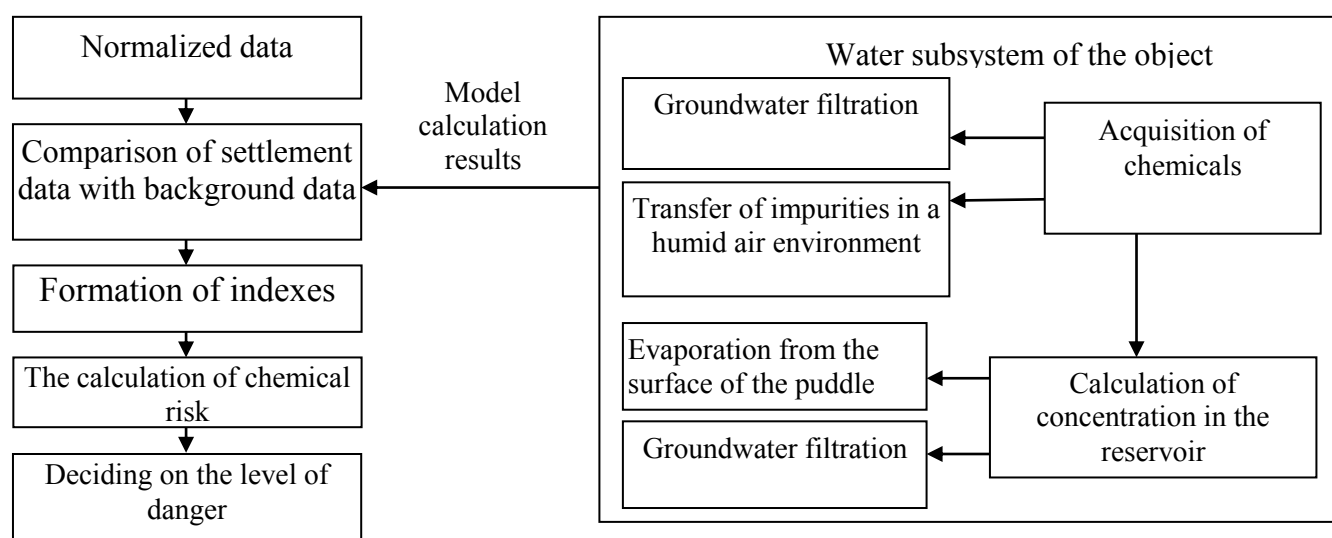 Normalized data
Comparison of settlement
data with background data
Formation of indexes
The calculation of chemical
risk
Deciding on the level of
danger
Model
calculation
results
Water subsystem of the object
Groundwater filtration
Transfer of impurities in a
humid air environment
Acquisition of
chemicals
Evaporation from the
surface of the puddle
Groundwater filtration
Calculation of
concentration in the
reservoir